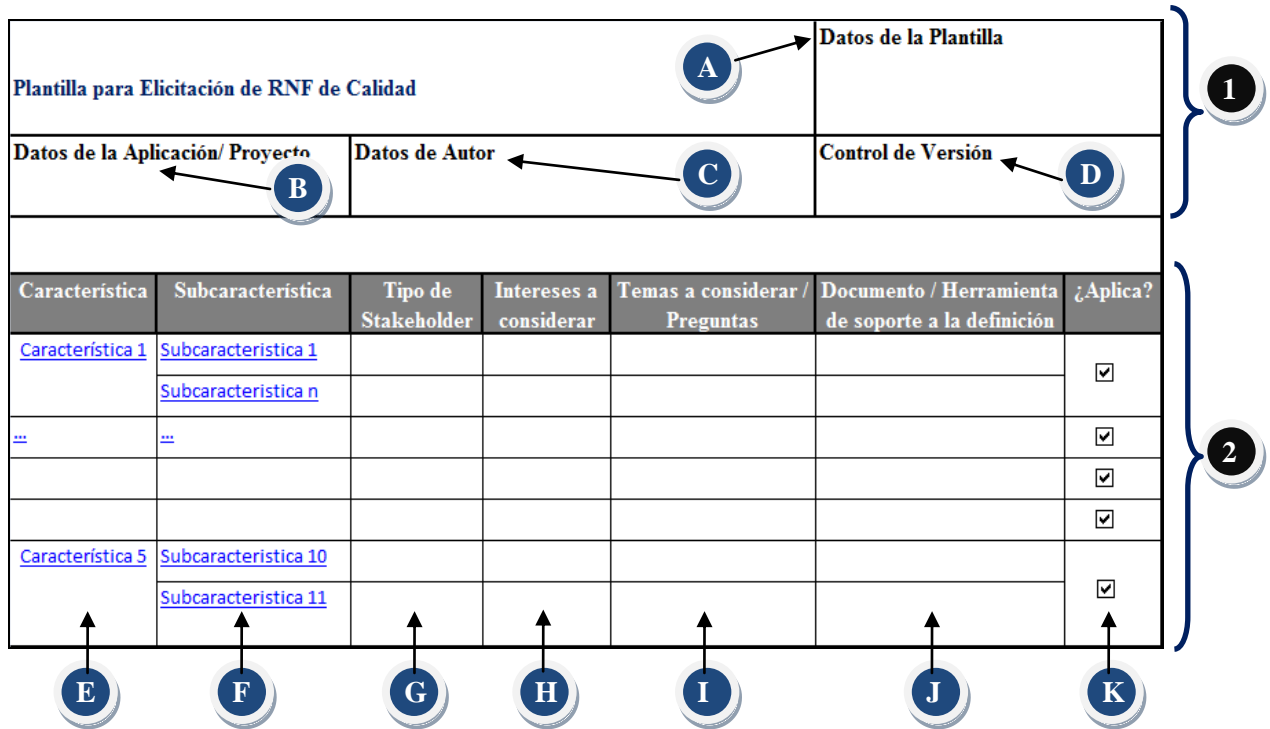 Datos de la Plantilla
A
1
Plantilla para Elicitación de RNF de Calidad
Datos de la Aplicación/ Proyecto
Datos de Autor
Control de Versión
B
C
D
Característica
Subcaracterística
Tipo de
Stakeholder
Intereses a
considerar
Temas a considerar /
Preguntas
Documento / Herramienta
de soporte a la definición
¿Aplica?
Característica 1
Subcaracteristica 1
Subcaracteristica n
...
...
2
Característica 5
Subcaracteristica 10
Subcaracteristica 11
E
F
G
H
I
J
K